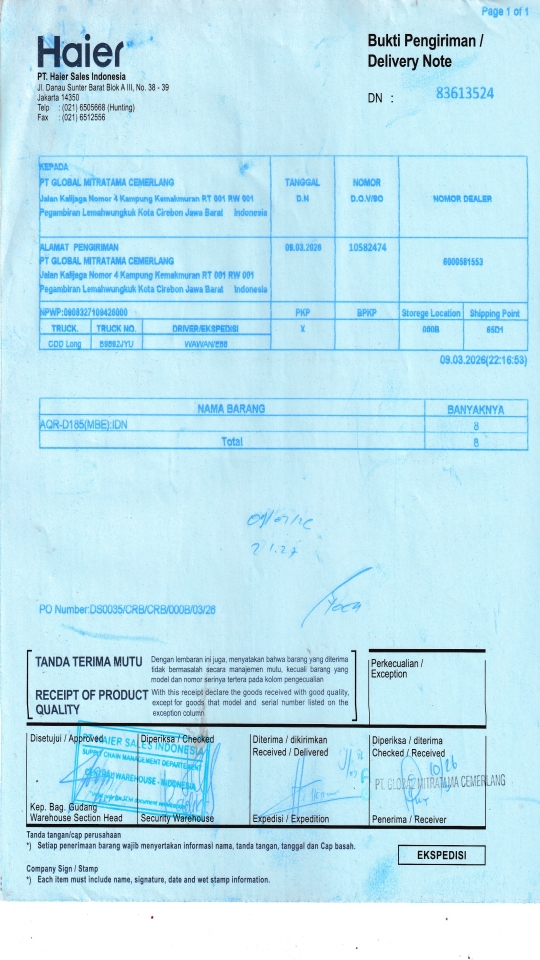 Page 1 of 1
Haier
PT. Haier Sales Indonesia
Jl. Danau Sunter Barat Blok A III, No. 38 - 39
Jakarta 14350
Telp : (021) 6505668 (Hunting)
Fax : (021) 6512556
Bukti Pengiriman /
Delivery Note
DN : 83613524
KEPADA
PT GLOBAL MITRATAMA CEMERLANG
Jalan Kalijaga Nomor 4 Kampung Kemakmuran RT 001 RW 001
Pegambiran Lemahwungkuk Kota Cirebon Jawa Barat Indonesia
TANGGAL
D.N
NOMOR
D.O.V/SO
NOMOR DEALER
ALAMAT PENGIRIMAN
PT GLOBAL MITRATAMA CEMERLANG
Jalan Kalijaga Nomor 4 Kampung Kemakmuran RT 001 RW 001
Pegambiran Lemahwungkuk Kota Cirebon Jawa Barat Indonesia
09.03.2026
10582474
NPWP:0908327109426000
PKP
BPKP
Storege Location
Shipping Point
TRUCK.
TRUCK NO.
DRIVER/EKSPEDISI
X
000B
65D1
CDD Long
09.03.2026(22:16:53)
NAMA BARANG
BANYAKNYA
AQR-D185(MBE):IDN
8
Total
8
PO Number:DS0035/CRB/CRB/000B/03/26
TANDA TERIMA MUTU
Dengan lembaran ini juga, menyatakan bahwa barang yang diterima
tidak bermasalah secara manajemen mutu, kecuali barang yang
model dan nomor serinya tertera pada kolom pengecualian
RECEIPT OF PRODUCT
QUALITY
With this receipt declare the goods received with good quality,
except for goods that model and serial number listed on the
exception column
Perkecualian /
Exception
Disetujui / Approved
Diperiksa / Checked
Diterima / dikirimkan
Received / Delivered
Diperiksa / diterima
Checked / Received
HAIER SALES INDONESIA
SUPPLY CHAIN MANAGEMENT DEPARTEMENT
WAREHOUSE - INDONESIA
PT. GLOBAL MITRATAMA CEMERLANG
Kep. Bag. Gudang
Warehouse Section Head
Security Warehouse
Expedisi / Expedition
Penerima / Receiver
Tanda tangan/cap perusahaan
*) Setiap penerimaan barang wajib menyertakan informasi nama, tanda tangan, tanggal dan Cap basah.
EKSPEDISI
Company Sign / Stamp
*) Each item must include name, signature, date and wet stamp information.